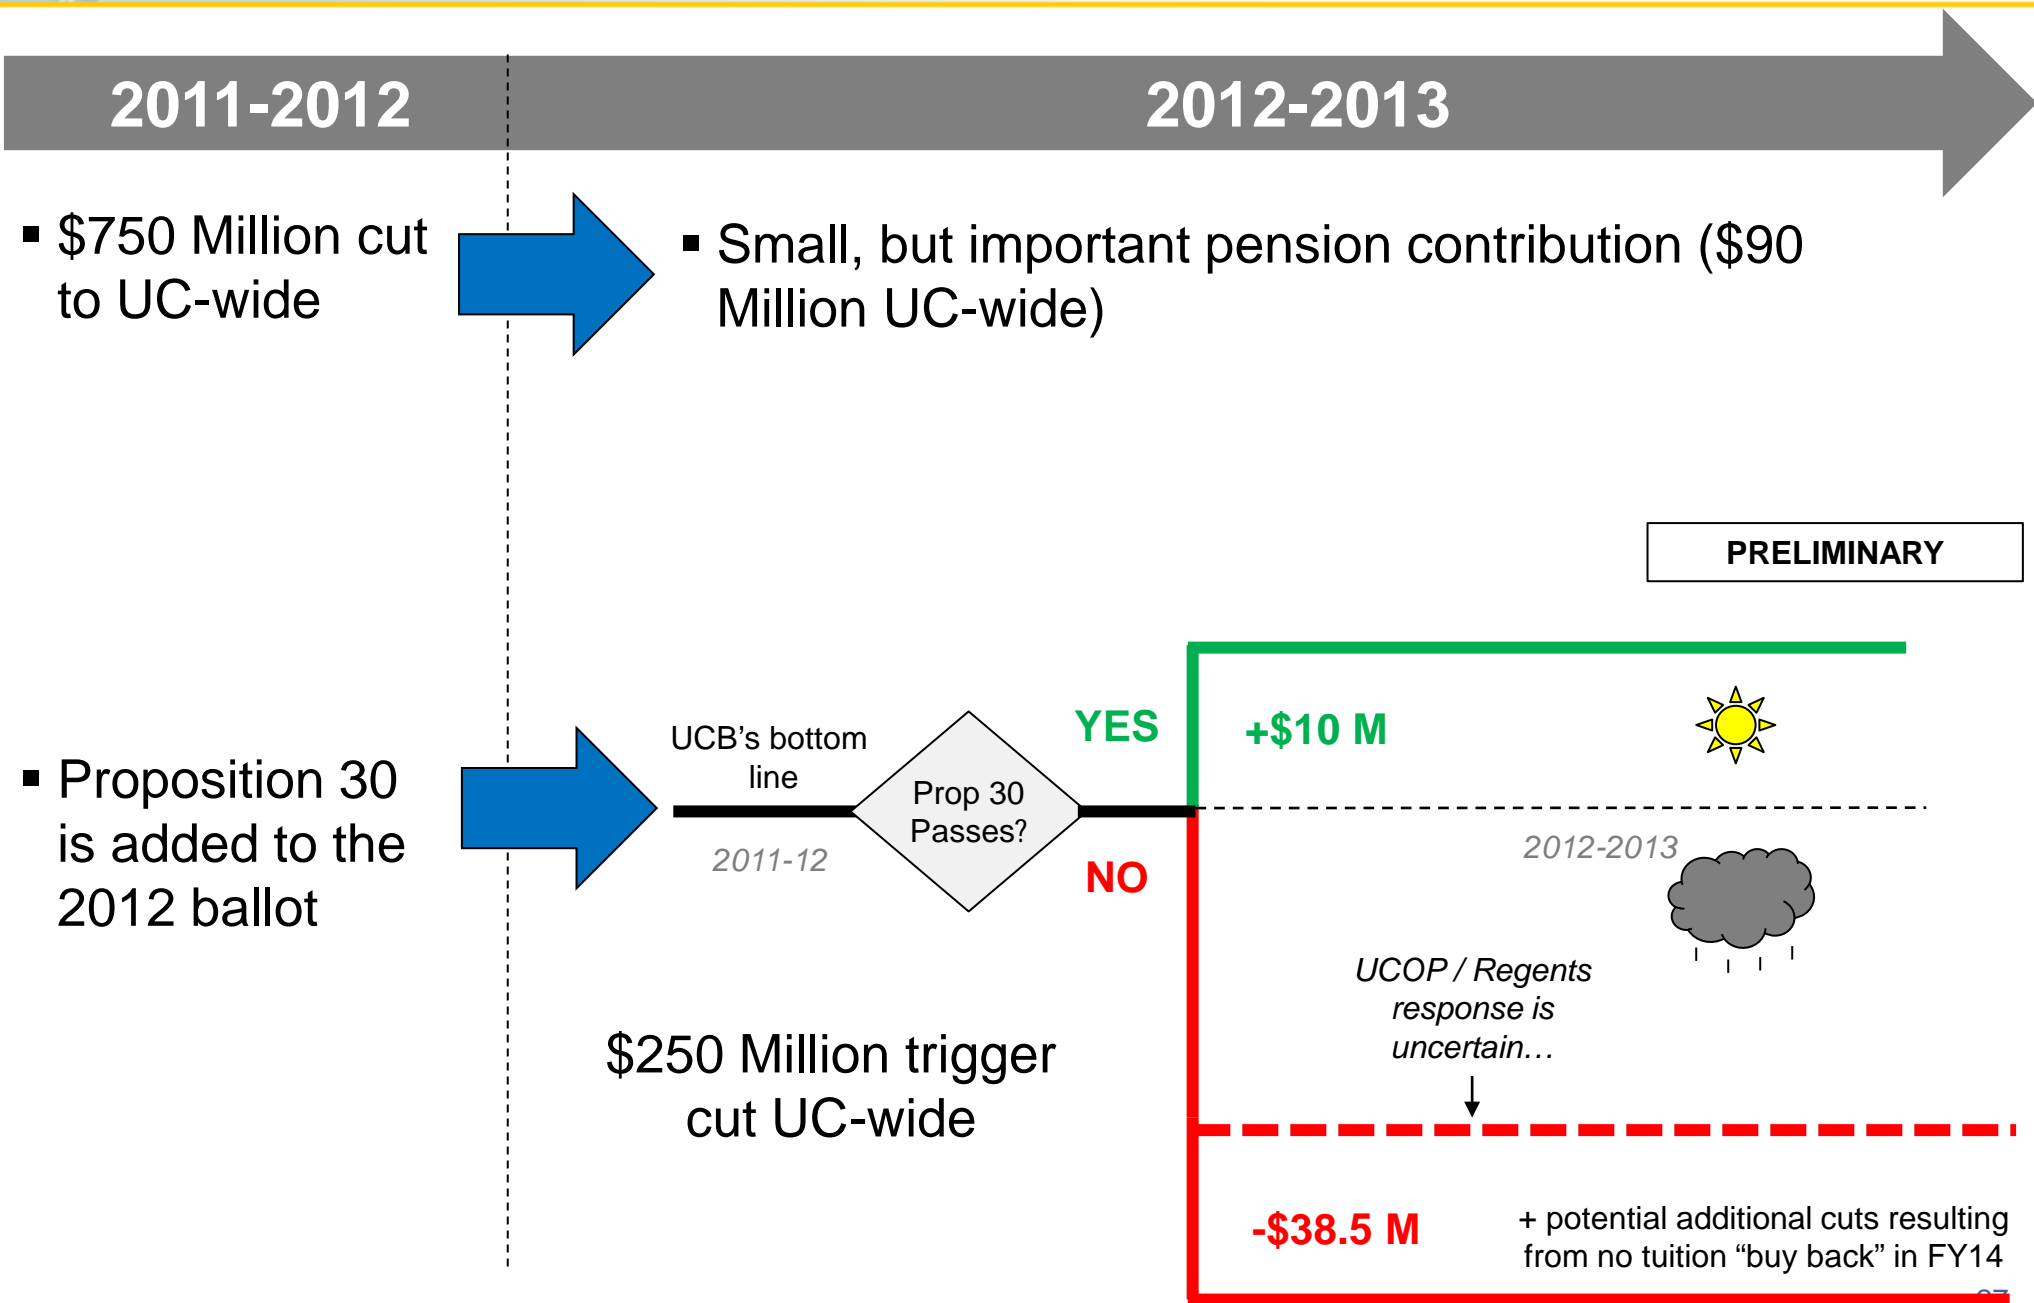 2011-2012
2012-2013
▪ $750 Million cut
to UC-wide
▪ Small, but important pension contribution ($90
Million UC-wide)
PRELIMINARY
▪ Proposition 30
is added to the
2012 ballot
UCB’s bottom
line
2011-12
Prop 30
Passes?
YES
NO
+$10 M
2012-2013
UCOP / Regents
response is
uncertain…
$250 Million trigger
cut UC-wide
-$38.5 M
+ potential additional cuts resulting
from no tuition “buy back” in FY14